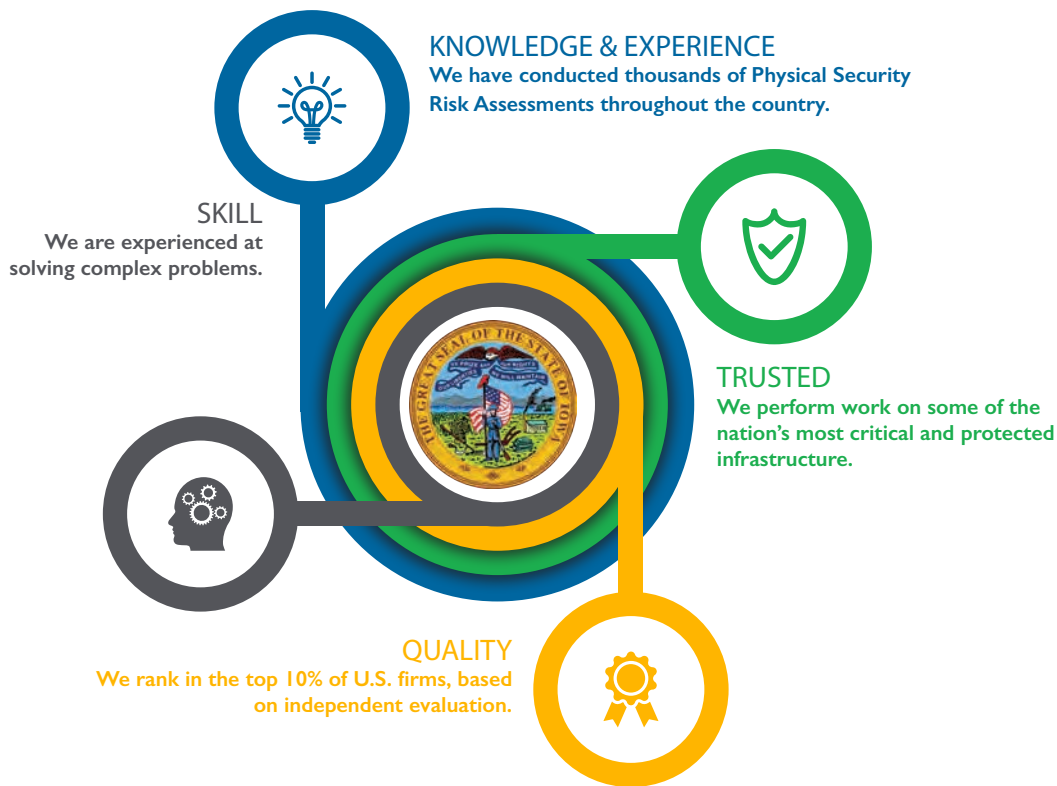 KNOWLEDGE & EXPERIENCE
We have conducted thousands of Physical Security
Risk Assessments throughout the country.
SKILL
We are experienced at
solving complex problems.
THE GREAT SEAL OF THE STATE OF IOWA
TRUSTED
We perform work on some of the
nation's most critical and protected
infrastructure.
QUALITY
We rank in the top 10% of U.S. firms, based
on independent evaluation.